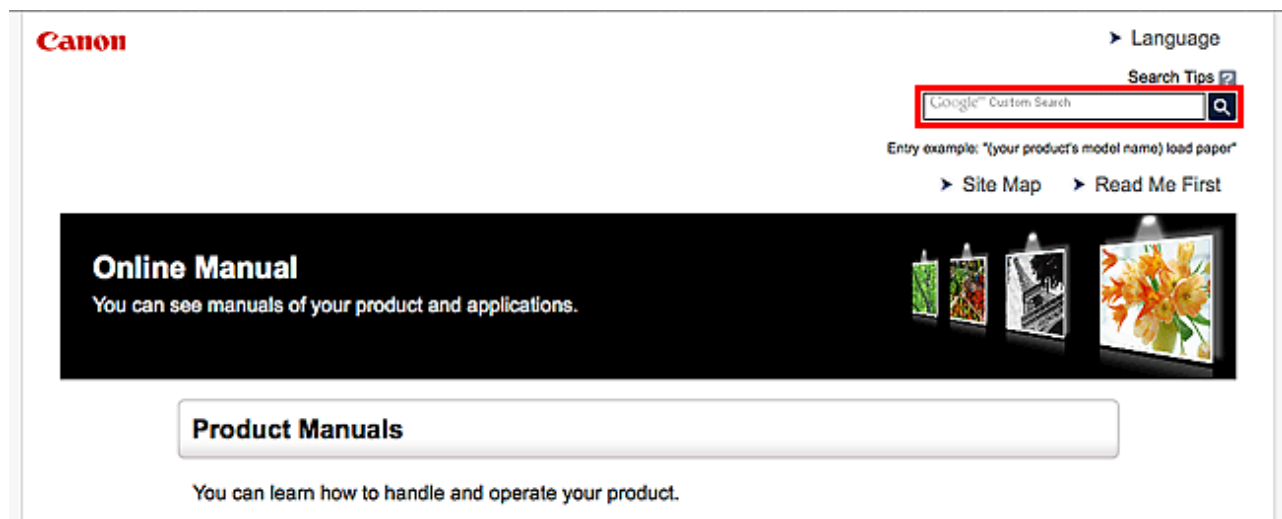 Canon
➤ Language
Search Tips ?
Google™ Custom Search
Entry example: "(your product's model name) load paper"
➤ Site Map ➤ Read Me First
Online Manual
You can see manuals of your product and applications.
Product Manuals
You can learn how to handle and operate your product.